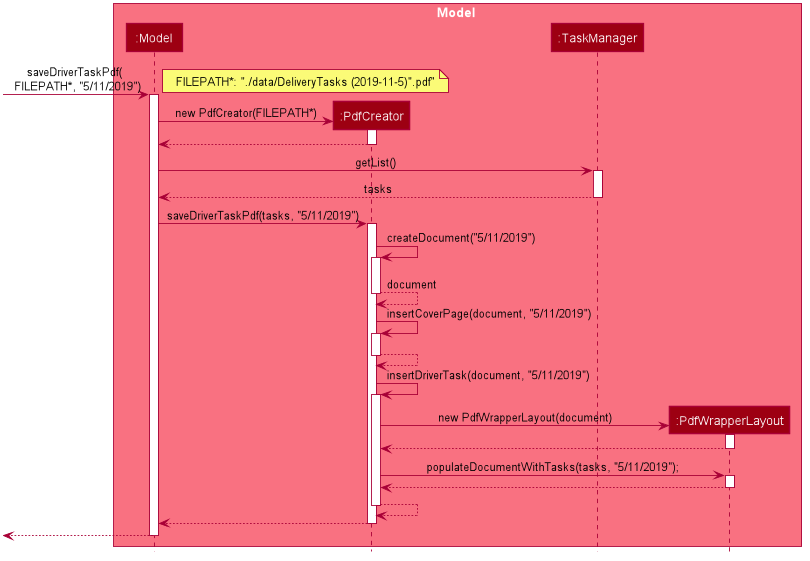 Model
:Model
:TaskManager
saveDriverTaskPdf(
FILEPATH*, "5/11/2019")
FILEPATH*: "./data/DeliveryTasks (2019-11-5)".pdf"
new PdfCreator(FILEPATH*)
:PdfCreator
getList()
tasks
saveDriverTaskPdf(tasks, "5/11/2019")
createDocument("5/11/2019")
document
insertCoverPage(document, "5/11/2019")
insertDriverTask(document, "5/11/2019")
new PdfWrapperLayout(document)
:PdfWrapperLayout
populateDocumentWithTasks(tasks, "5/11/2019");